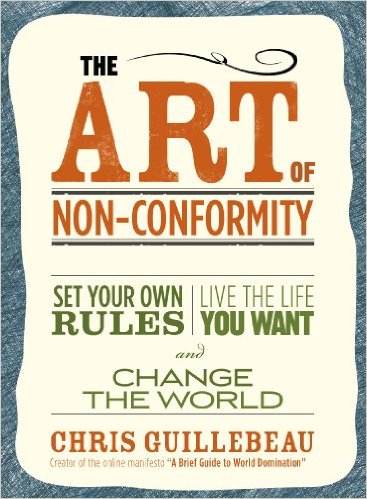 THE
ART
OF
NON-CONFORMITY
SET YOUR OWN
RULES
LIVE THE LIFE
YOU WANT
and
CHANGE
THE WORLD
CHRIS GUILLEBEAU
Creator of the online manifesto "A Brief Guide to World Domination"